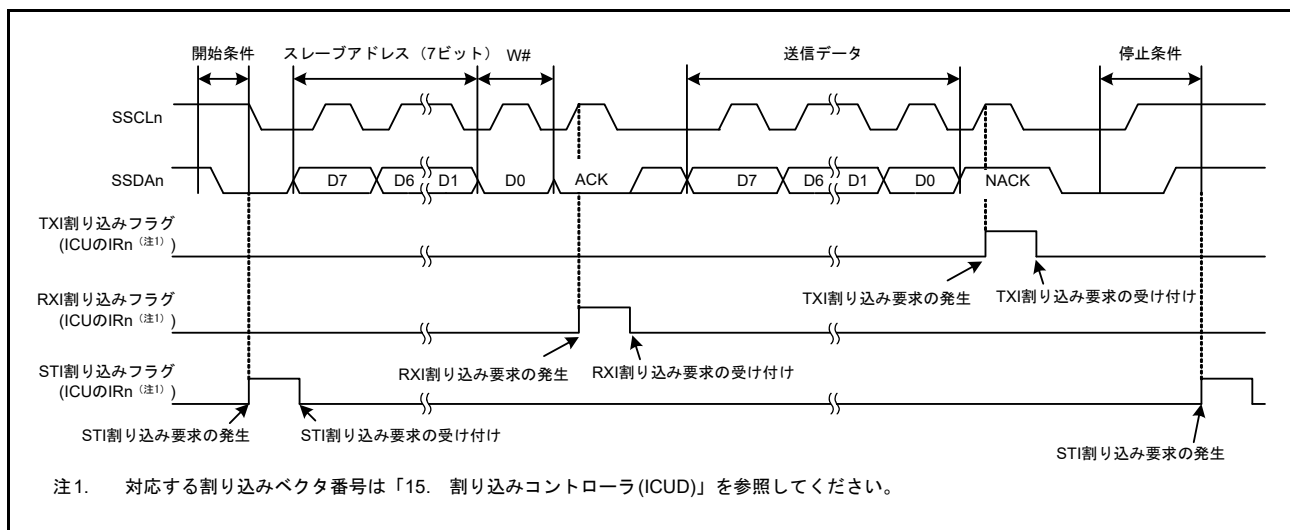 開始条件 スレーブアドレス（7ビット） W# 送信データ 停止条件
SSCLn
SSDAn D7 D6 D1 D0 ACK D7 D6 D1 D0 NACK
TXI割り込みフラグ
(ICUのIRn（注1）)
TXI割り込み要求の発生 TXI割り込み要求の受け付け
RXI割り込みフラグ
(ICUのIRn（注1）)
RXI割り込み要求の発生 RXI割り込み要求の受け付け
STI割り込みフラグ
(ICUのIRn（注1）)
STI割り込み要求の発生 STI割り込み要求の受け付け STI割り込み要求の発生
注1. 対応する割り込みベクタ番号は「15. 割り込みコントローラ(ICUD)」を参照してください。